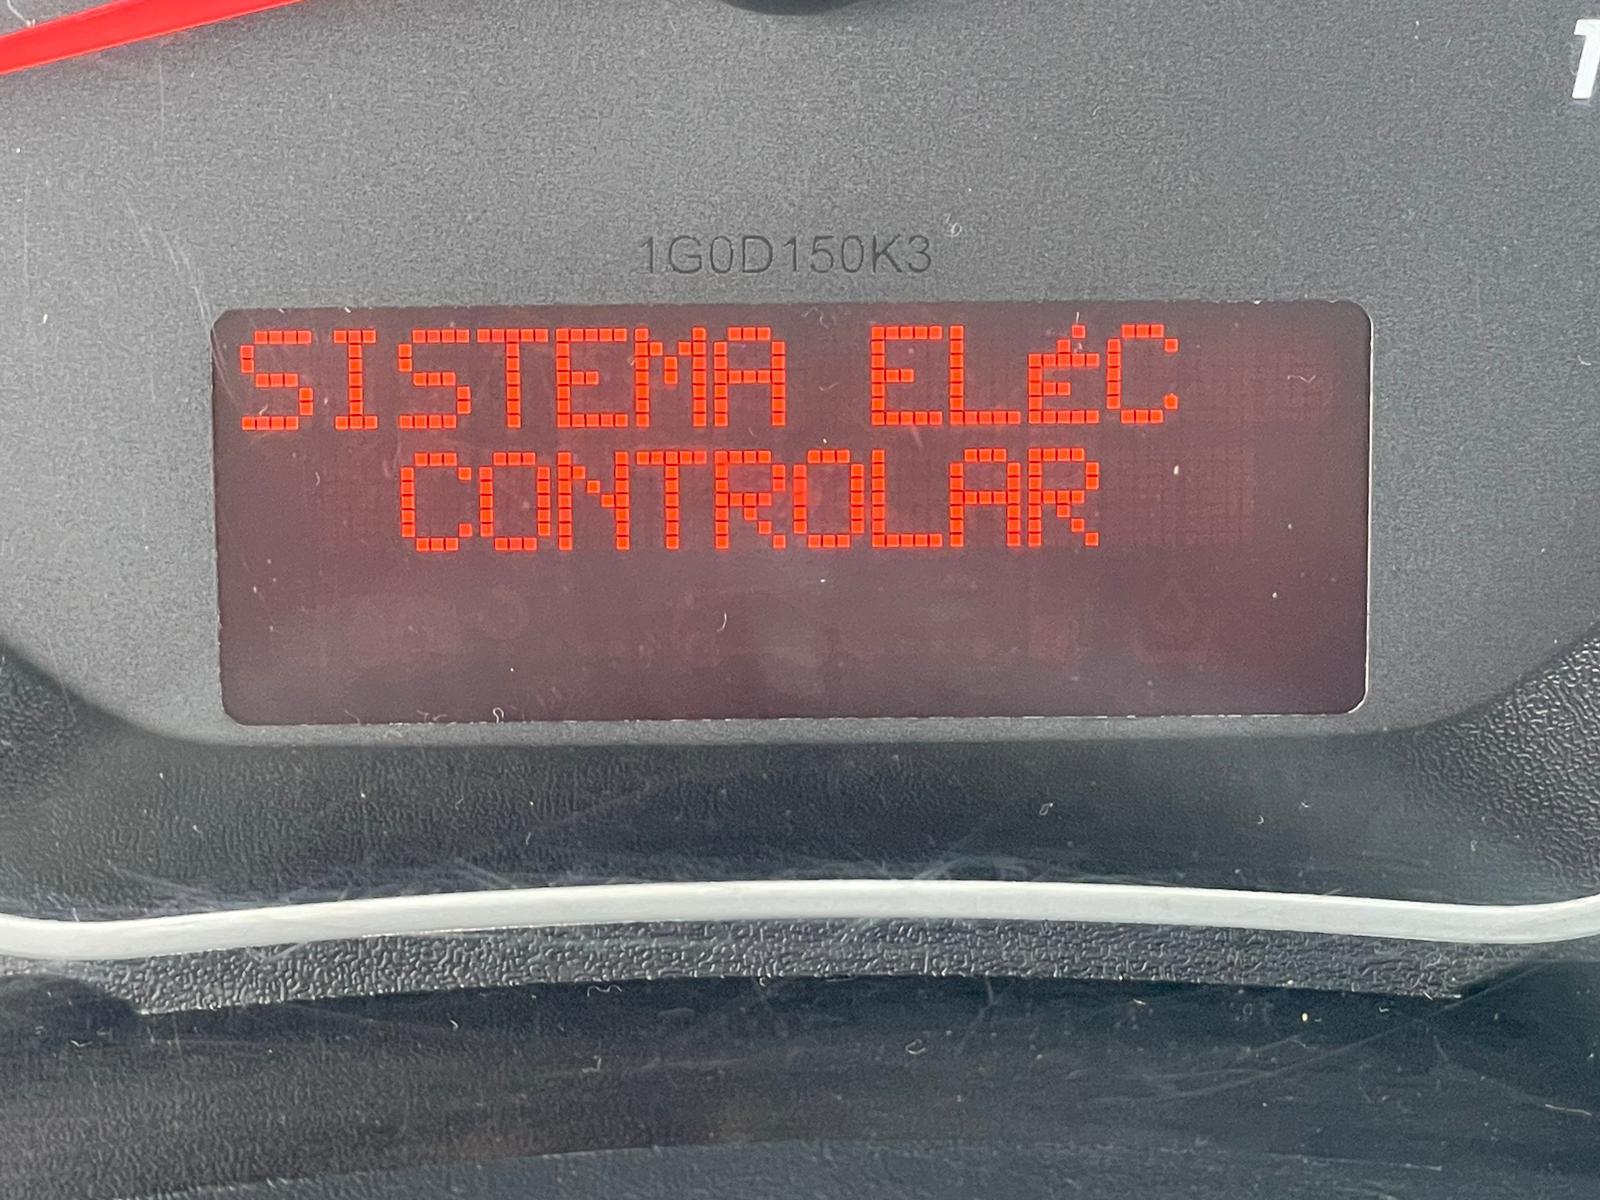 1G0D150K3
SISTEMA ELéC
CONTROLAR